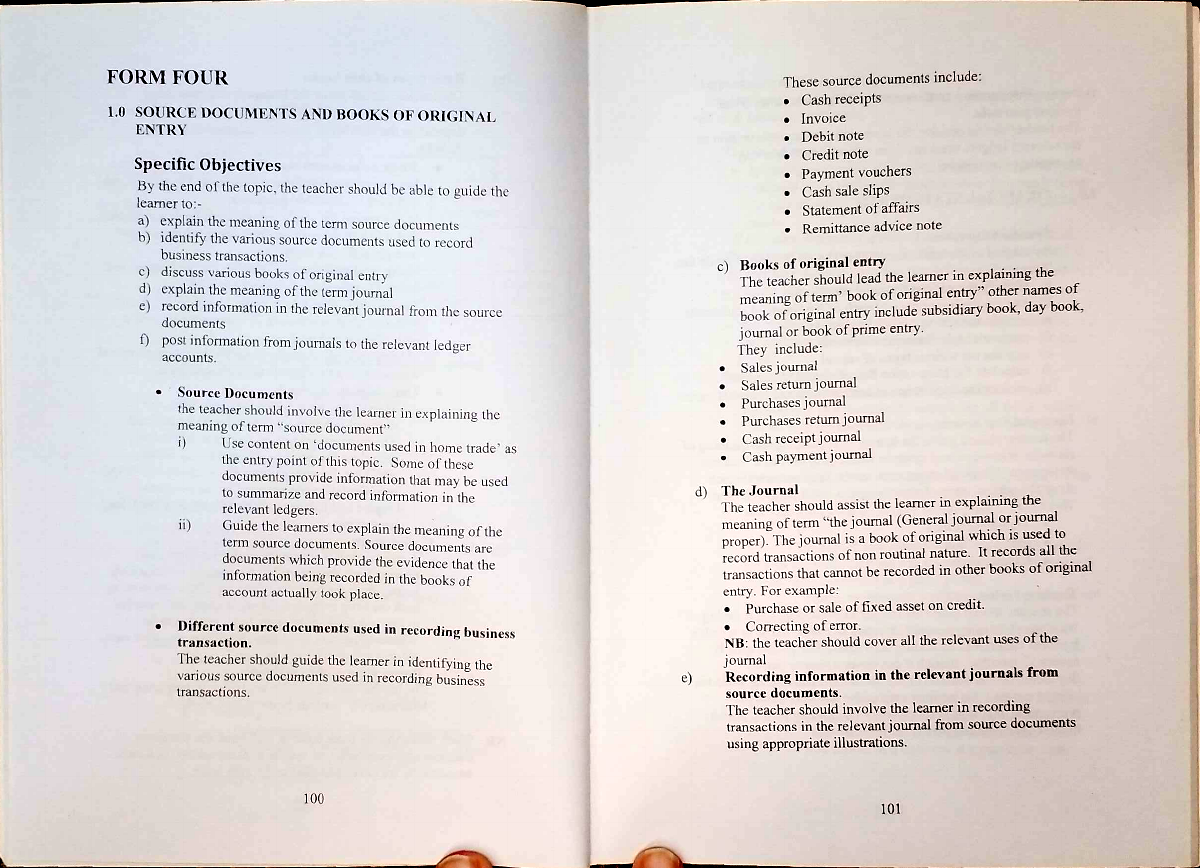 FORM FOUR
1.0 SOURCE DOCUMENTS AND BOOKS OF ORIGINAL
ENTRY
Specific Objectives
By the end of the topic, the teacher should be able to guide the
learner to:-
a) explain the meaning of the term source documents
b) identify the various source documents used to record
business transactions.
c) discuss various books of original entry
d) explain the meaning of the term journal
e) record information in the relevant journal from the source
documents
f) post information from journals to the relevant ledger
accounts.
• Source Documents
the teacher should involve the learner in explaining the
meaning of term "source document"
i) Use content on 'documents used in home trade' as
the entry point of this topic. Some of these
documents provide information that may be used
to summarize and record information in the
relevant ledgers.
ii) Guide the learners to explain the meaning of the
term source documents. Source documents are
documents which provide the evidence that the
information being recorded in the books of
account actually took place.
• Different source documents used in recording business
transaction.
The teacher should guide the learner in identifying the
various source documents used in recording business
transactions.
100
These source documents include:
• Cash receipts
• Invoice
• Debit note
• Credit note
• Payment vouchers
• Cash sale slips
• Statement of affairs
• Remittance advice note
c) Books of original entry
The teacher should lead the learner in explaining the
meaning of term' book of original entry" other names of
book of original entry include subsidiary book, day book,
journal or book of prime entry.
They include:
• Sales journal
• Sales return journal
• Purchases journal
• Purchases return journal
• Cash receipt journal
• Cash payment journal
d) The Journal
The teacher should assist the learner in explaining the
meaning of term "the journal (General journal or journal
proper). The journal is a book of original which is used to
record transactions of non routinal nature. It records all the
transactions that cannot be recorded in other books of original
entry. For example:
• Purchase or sale of fixed asset on credit.
• Correcting of error.
NB: the teacher should cover all the relevant uses of the
journal
e) Recording information in the relevant journals from
source documents.
The teacher should involve the learner in recording
transactions in the relevant journal from source documents
using appropriate illustrations.
101